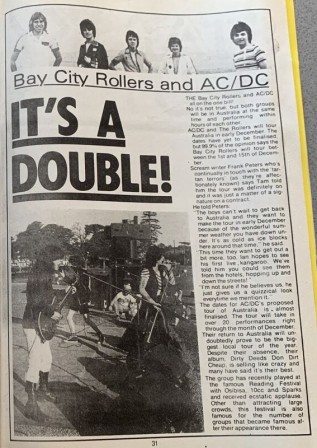 Bay City Rollers and AC/DC
IT'S A
DOUBLE!
THE Bay City Rollers, and AC/DC
all on the one bill!
No it's not true, but both groups
will be in Australia at the same
time and performing within
hours of each other.
AC/DC and The Rollers will tour
Australia in early December. The
dates have yet to be finalised,
but 99.9% of the opinion says the
Bay City Rollers will tour bet-
ween the 1st and 15th of Decem-
ber.
Scream writer Frank Peters who's
continually in touch with the 'tar-
tan terrors' (as they're affec-
tionately known) says Tam told
him the tour was definitely on
and it was just a matter of a sig-
nature on a contract.
He told Peters:
"The boys can't wait to get back
to Australia and they want to
make the tour in early December
because of the wonderful sum-
mer weather you have down un-
der. It's as cold as ice blocks
here around that time," he said.
"This time they want to get out a
bit more, too. Ian hopes to see
his first live kangaroo. We've
told him you could see them
from the hotels, hopping up and
down the streets!
"I'm not sure if he believes us, he
just gives us a quizzical look
everytime we mention it."
The dates for AC/DC's proposed
tour of Australia is almost
finalised. The tour will take in
over 20 performances right
through the month of December.
Their return to Australia will un-
doubtedly prove to be the big-
gest local tour of the year.
Despite their absence, their
album, Dirty Deeds Don Dirt
Cheap, is selling like crazy and
many have said it's their best.
The group has recently played at
the famous Reading Festival
with Osibisa, 10cc and Sparks
and received ecstatic applause.
Other than attracting large
crowds, this festival is also
famous for the number of
groups that became famous af-
ter their appearance there.
31